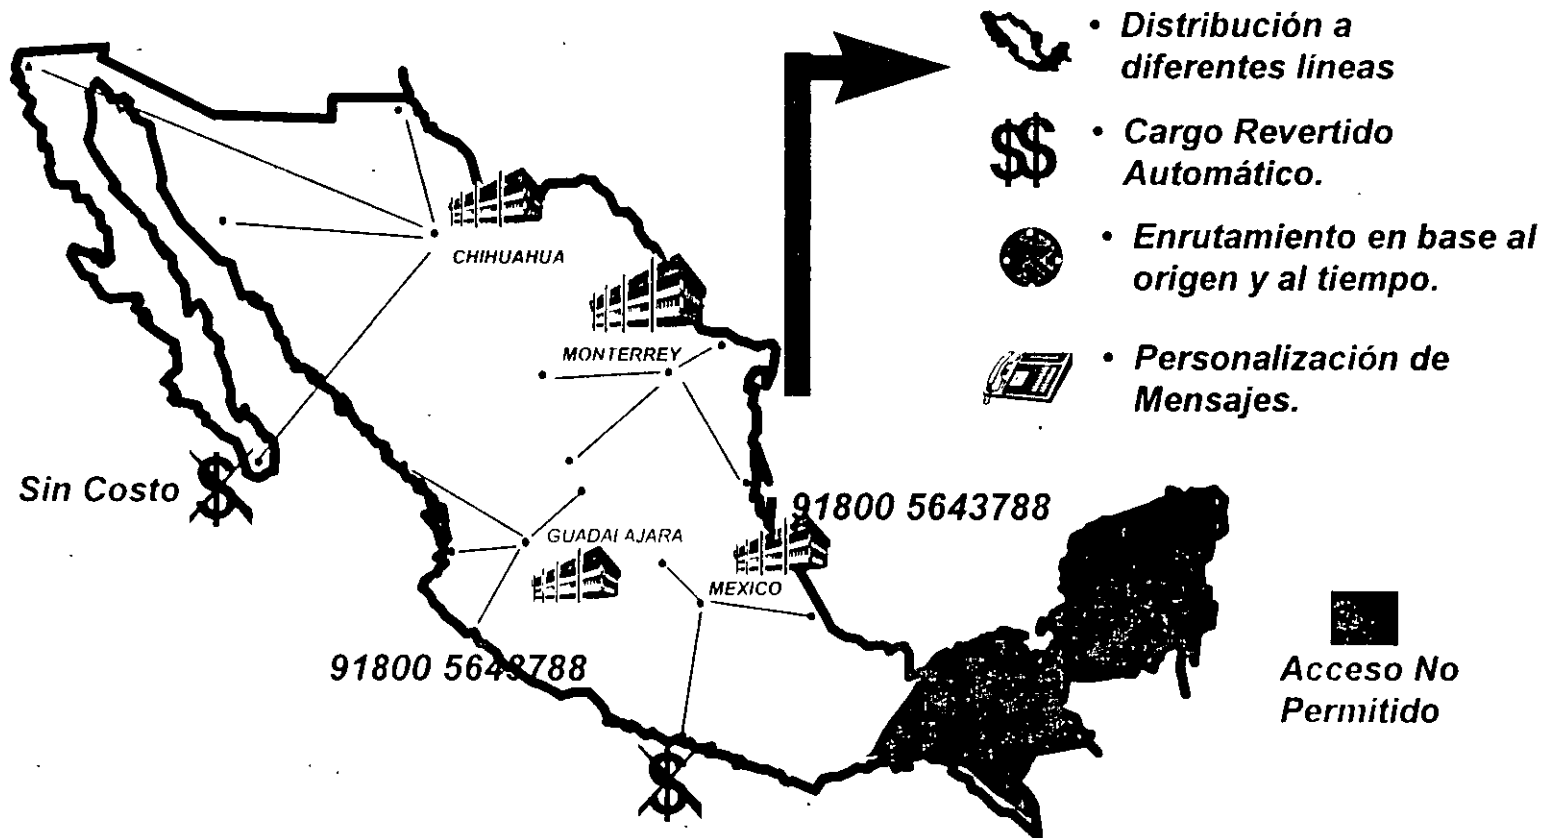 • Distribución a
diferentes líneas
$$ • Cargo Revertido
Automático.
• Enrutamiento en base al
origen y al tiempo.
• Personalización de
Mensajes.
CHIHUAHUA
MONTERREY
Sin Costo $
91800 5643788
GUADALAJARA
MEXICO
91800 5643788
Acceso No
Permitido
$